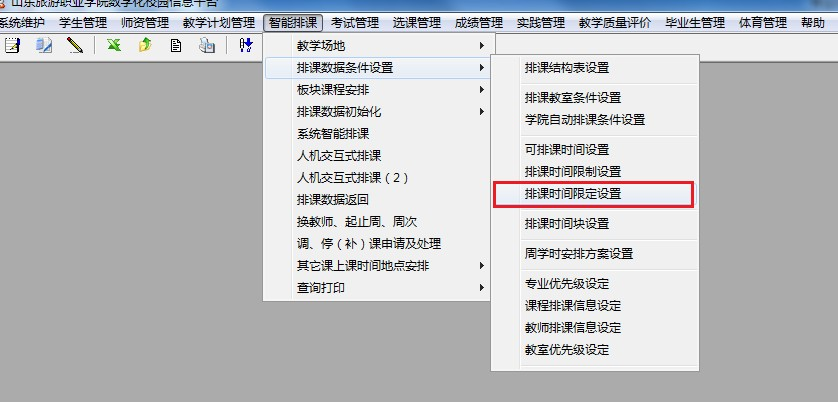 山东旅游职业学院数字化校园信息平台
系统维护 学生管理 师资管理 教学计划管理 智能排课 考试管理 选课管理 成绩管理 实践管理 教学质量评价 毕业生管理 体育管理 帮助
教学场地
排课数据条件设置
板块课程安排
排课数据初始化
系统智能排课
人机交互式排课
人机交互式排课（2）
排课数据返回
换教师、起止周、周次
调、停（补）课申请及处理
其它课上课时间地点安排
查询打印
排课结构表设置
排课教室条件设置
学院自动排课条件设置
可排课时间设置
排课时间限制设置
排课时间限定设置
排课时间块设置
周学时安排方案设置
专业优先级设定
课程排课信息设定
教师排课信息设定
教室优先级设定